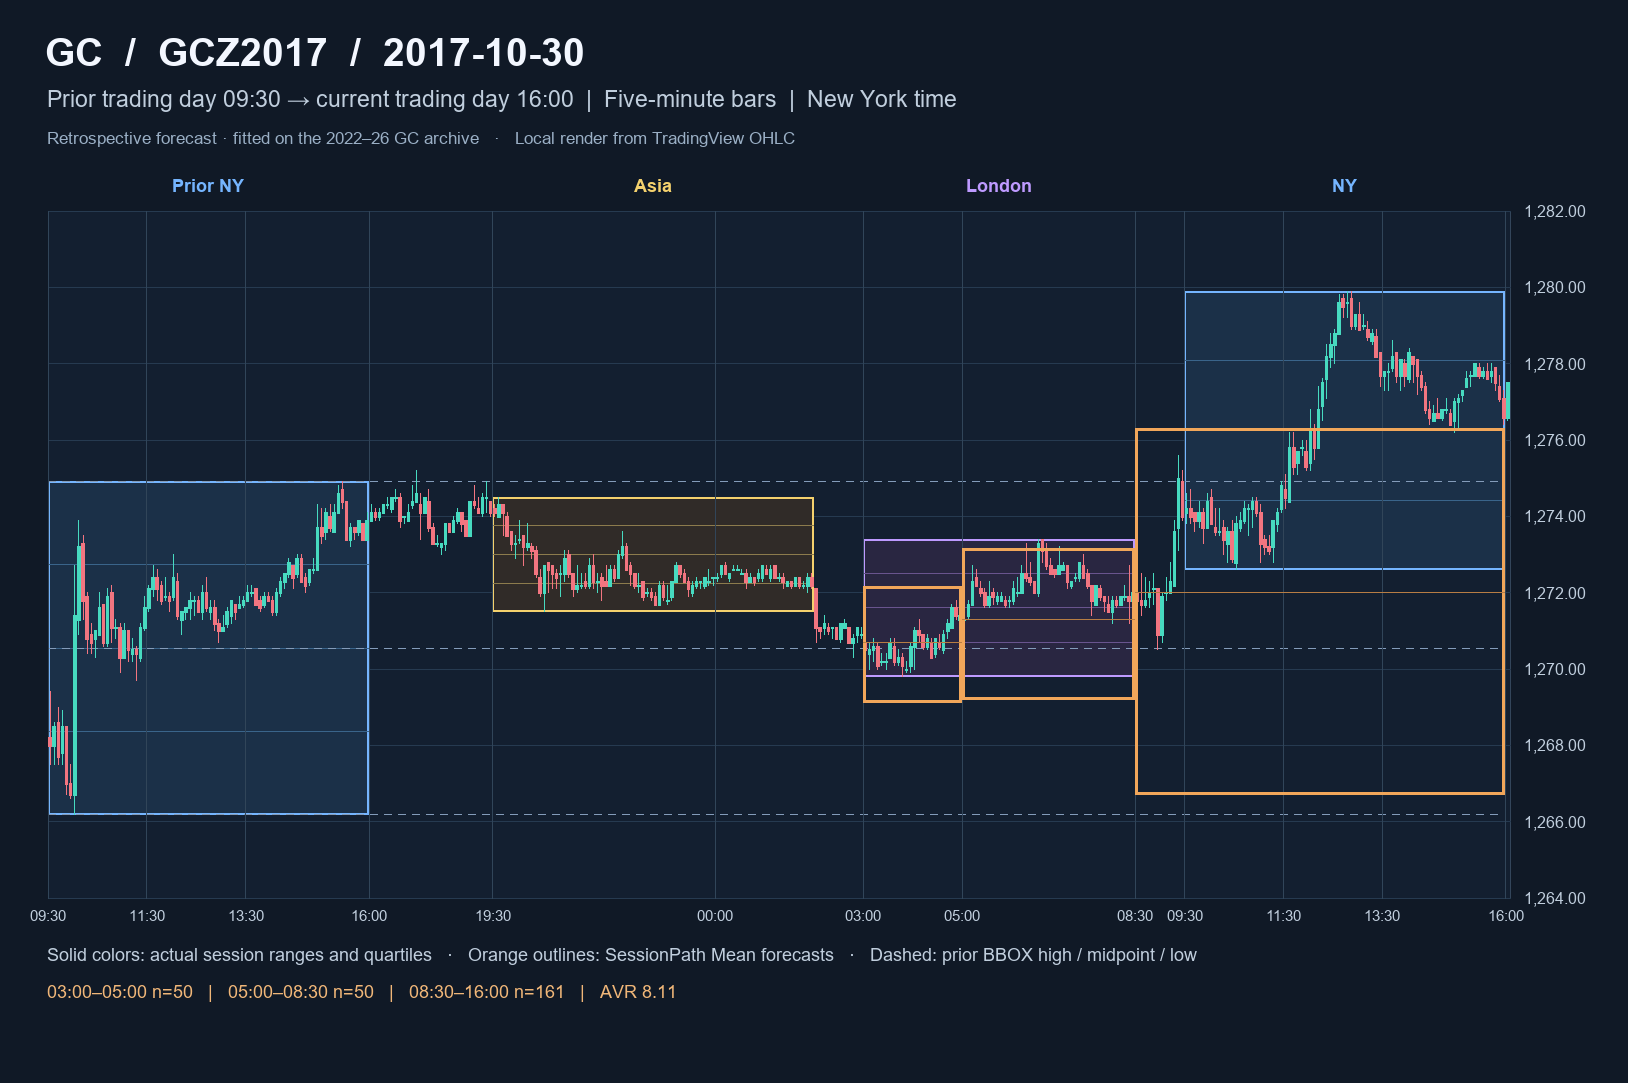 GC / GCZ2017 / 2017-10-30
Prior trading day 09:30 → current trading day 16:00 | Five-minute bars | New York time
Retrospective forecast · fitted on the 2022–26 GC archive · Local render from TradingView OHLC
Prior NY Asia London NY
1,282.00
1,280.00
1,278.00
1,276.00
1,274.00
1,272.00
1,270.00
1,268.00
1,266.00
1,264.00
09:30 11:30 13:30 16:00 19:30 00:00 03:00 05:00 08:30 09:30 11:30 13:30 16:00
Solid colors: actual session ranges and quartiles · Orange outlines: SessionPath Mean forecasts · Dashed: prior BBOX high / midpoint / low
03:00–05:00 n=50 | 05:00–08:30 n=50 | 08:30–16:00 n=161 | AVR 8.11